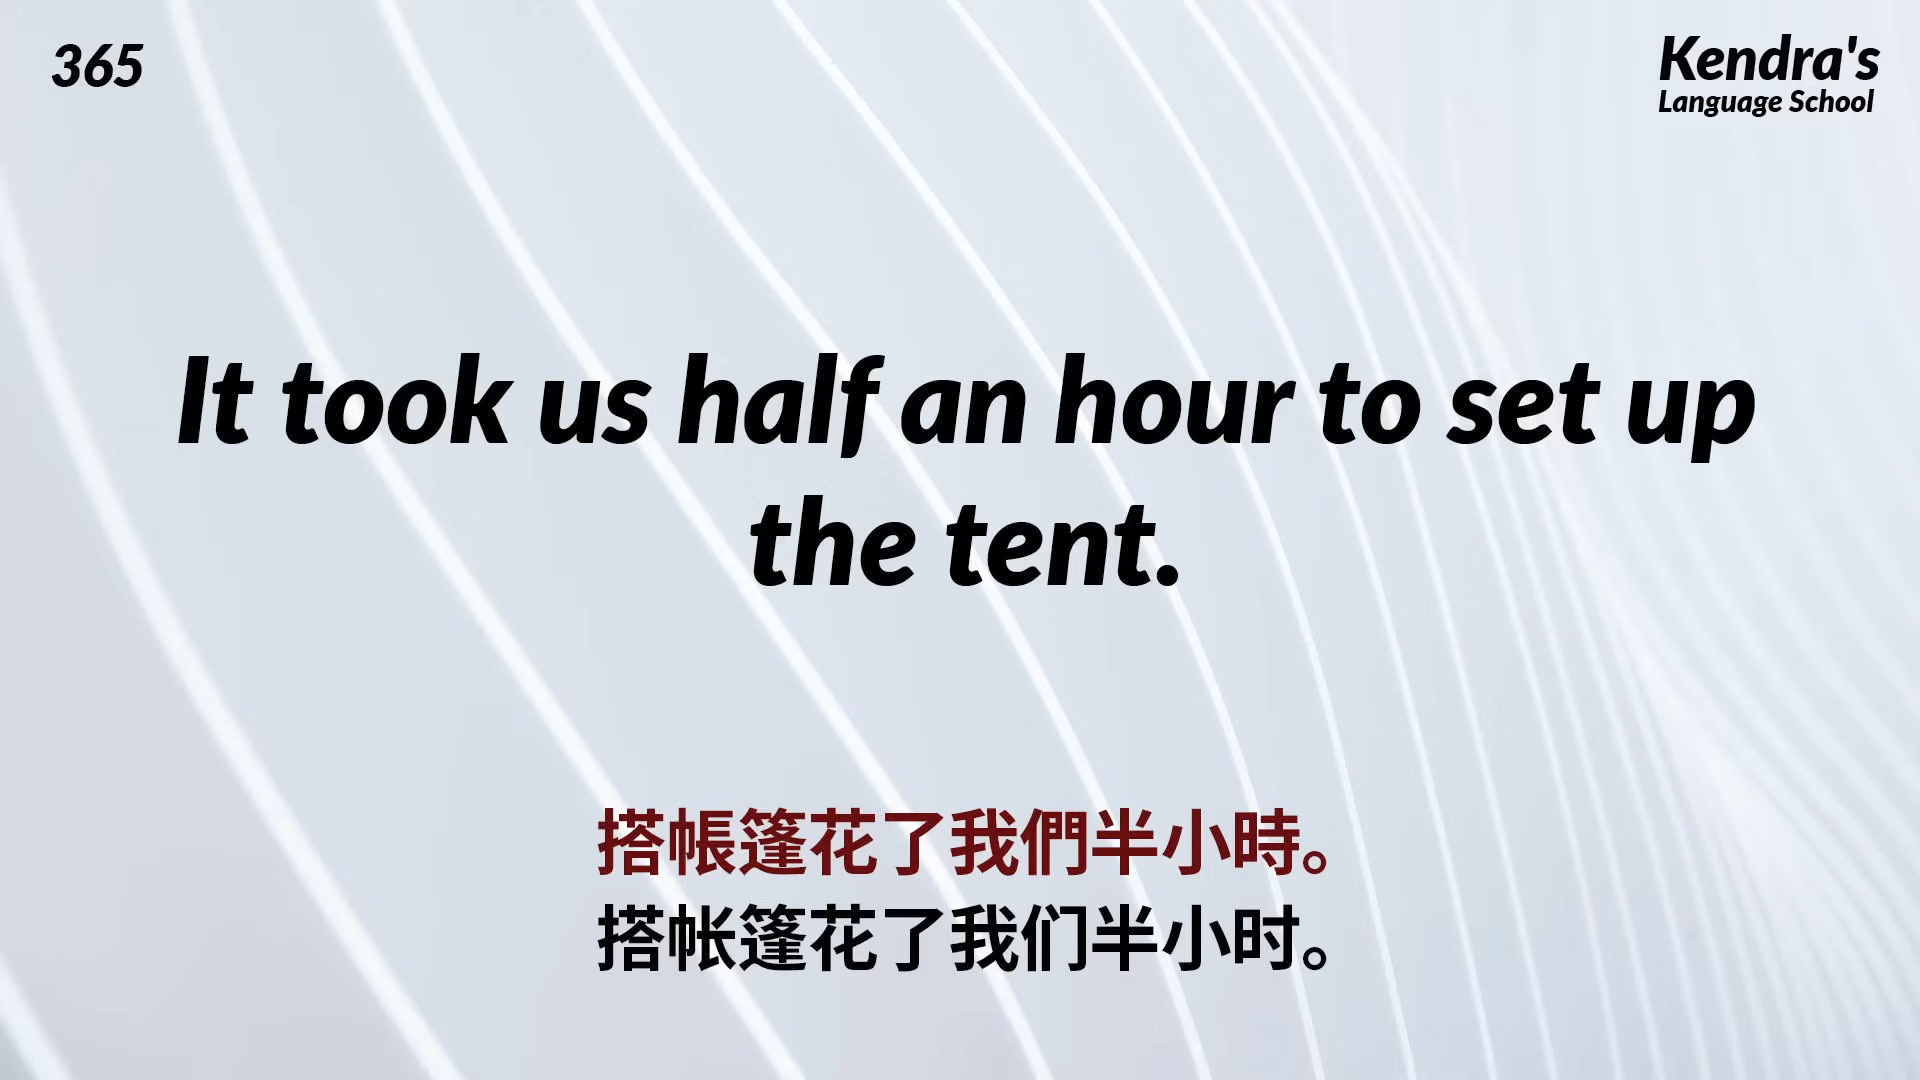 365
Kendra's
Language School
It took us half an hour to set up
the tent.
搭帳篷花了我們半小時。
搭帐篷花了我们半小时。